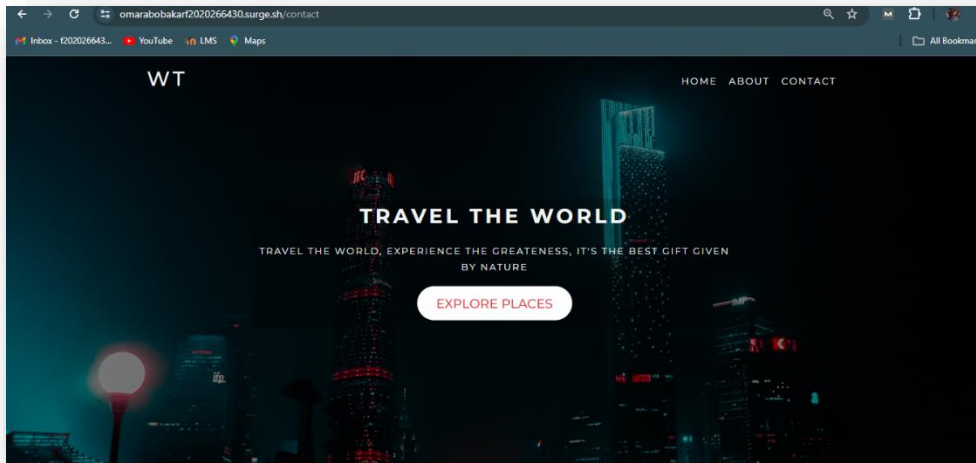 omarabobakarf2020266430.surge.sh/contact
Inbox - f202026643... YouTube LMS Maps All Bookmar
WT HOME ABOUT CONTACT
IFC
TRAVEL THE WORLD
TRAVEL THE WORLD, EXPERIENCE THE GREATENESS, IT'S THE BEST GIFT GIVEN
BY NATURE
EXPLORE PLACES